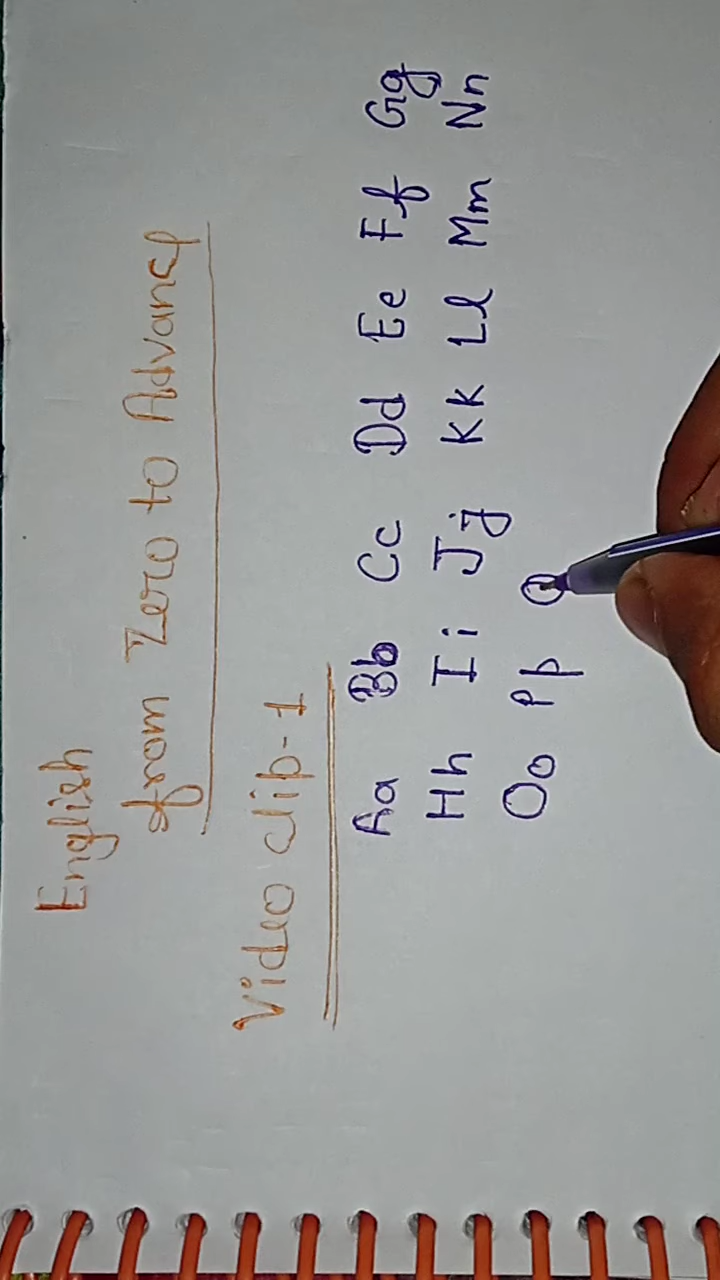 English
from Zero to Advance
Video clip-1
Aa Bb Cc Dd Ee Ff Gg
Hh Ii Jj Kk Ll Mm Nn
Oo Pp Q